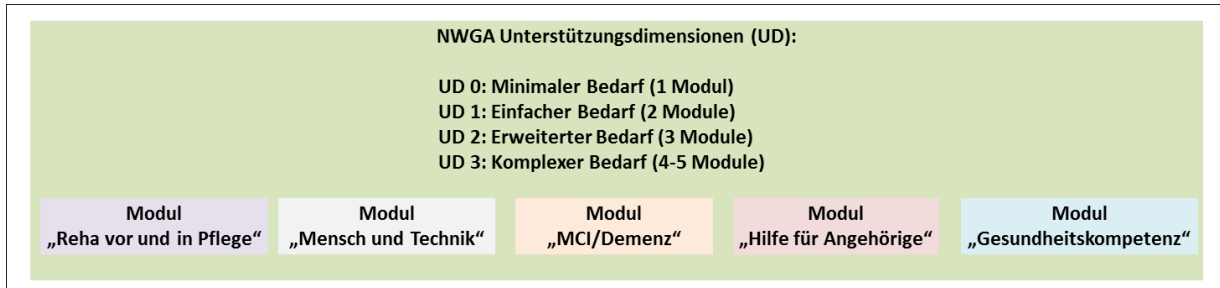 NWGA Unterstützungsdimensionen (UD):
UD 0: Minimaler Bedarf (1 Modul)
UD 1: Einfacher Bedarf (2 Module)
UD 2: Erweiterter Bedarf (3 Module)
UD 3: Komplexer Bedarf (4-5 Module)
Modul
„Reha vor und in Pflege“
Modul
„Mensch und Technik“
Modul
„MCI/Demenz“
Modul
„Hilfe für Angehörige“
Modul
„Gesundheitskompetenz“